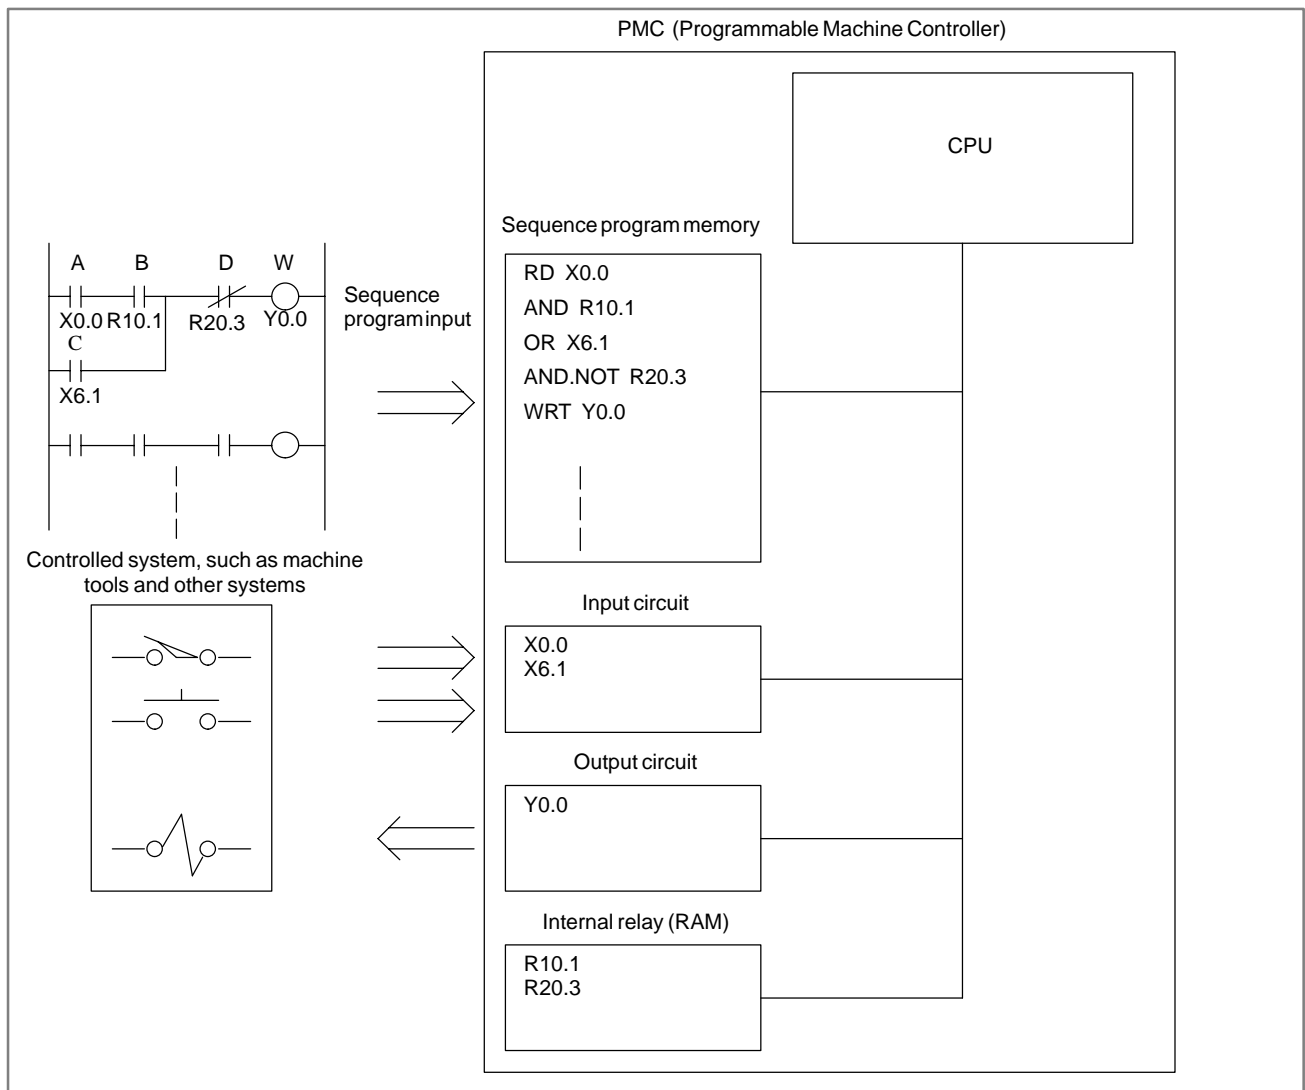 PMC (Programmable Machine Controller)
CPU
Sequence program memory
RD X0.0
AND R10.1
OR X6.1
AND.NOT R20.3
WRT Y0.0
A B D W
X0.0 R10.1 R20.3 Y0.0
C
X6.1
Sequence
program input
Controlled system, such as machine
tools and other systems
Input circuit
X0.0
X6.1
Output circuit
Y0.0
Internal relay (RAM)
R10.1
R20.3